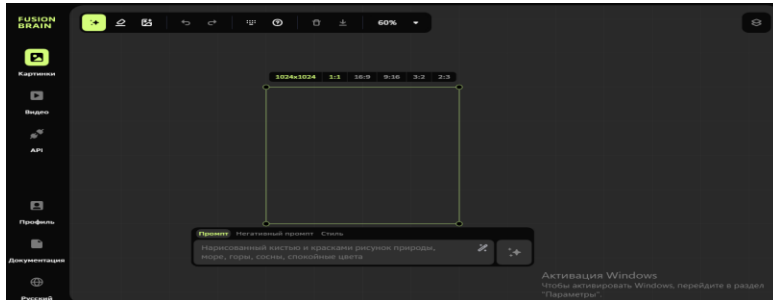 FUSION
BRAIN
60%
Картинки
1024x1024 1:1 16:9 9:16 3:2 2:3
Видео
API
Профиль
Промпт Негативный промпт Стиль
Нарисованный кистью и красками рисунок природы,
море, горы, сосны, спокойные цвета
Документация
Активация Windows
Чтобы активировать Windows, перейдите в раздел
"Параметры".
Русский